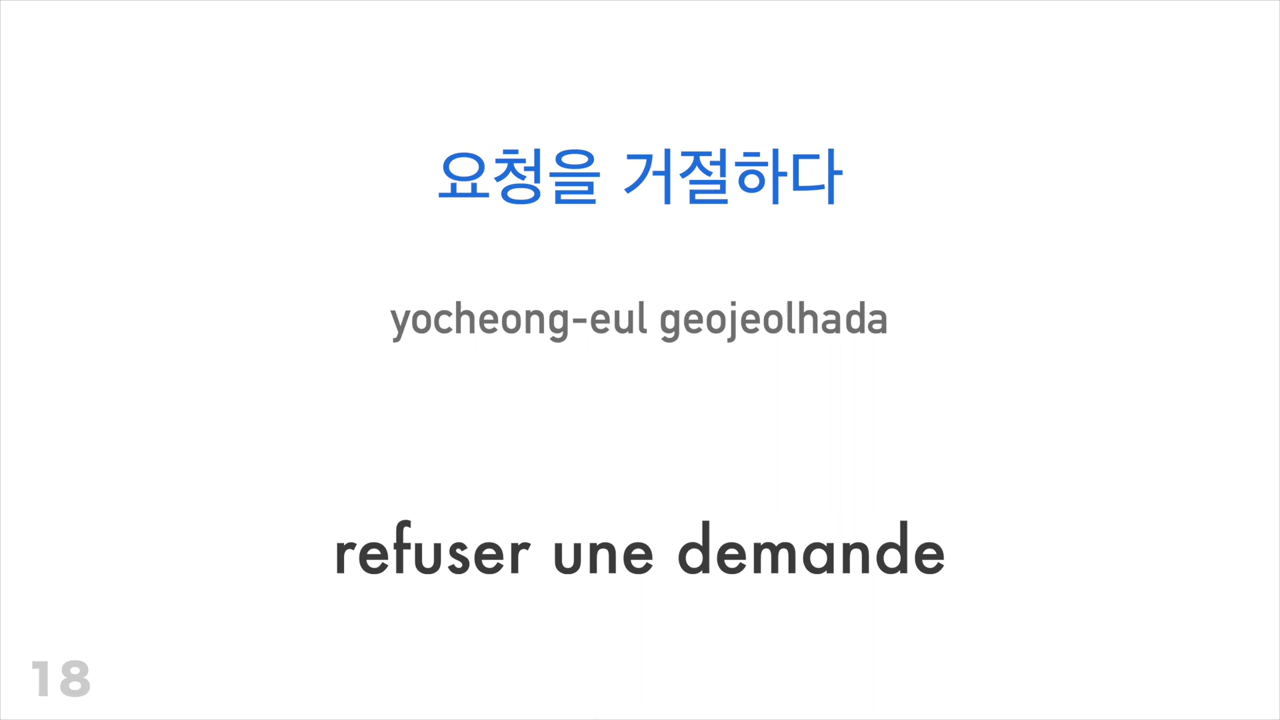 요청을 거절하다
yocheong-eul geojeolhada
refuser une demande
18